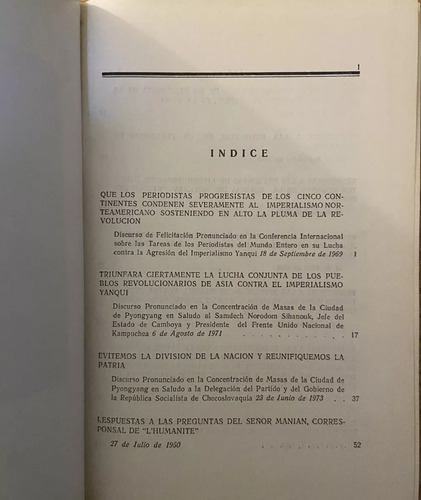 1
INDICE
QUE LOS PERIODISTAS PROGRESISTAS DE LOS CINCO CON-
TINENTES CONDENEN SEVERAMENTE AL IMPERIALISMO NOR-
TEAMERICANO SOSTENIENDO EN ALTO LA PLUMA DE LA RE-
VOLUCION
Discurso de Felicitación Pronunciado en la Conferencia Internacional
sobre las Tareas de los Periodistas del Mundo Entero en su Lucha
contra la Agresión del Imperialismo Yanqui 18 de Septiembre de 1969 1
TRIUNFARA CIERTAMENTE LA LUCHA CONJUNTA DE LOS PUE-
BLOS REVOLUCIONARIOS DE ASIA CONTRA EL IMPERIALISMO
YANQUI
Discurso Pronunciado en la Concentración de Masas de la Ciudad
de Pyongyang en Saludo al Samdech Norodom Sihanouk, Jefe del
Estado de Camboya y Presidente del Frente Unido Nacional de
Kampuchea 6 de Agosto de 1971 . . . . . . . . . . . 17
EVITEMOS LA DIVISION DE LA NACION Y REUNIFIQUEMOS LA
PATRIA
Discurso Pronunciado en la Concentración de Masas de la Ciudad de
Pyongyang en Saludo a la Delegación del Partido y del Gobierno de
la República Socialista de Checoslovaquia 23 de Junio de 1973 . 37
RESPUESTAS A LAS PREGUNTAS DEL SEÑOR MANIAN, CORRES-
PONSAL DE "L'HUMANITE"
27 de Julio de 1950 . . . . . . . . . . 52